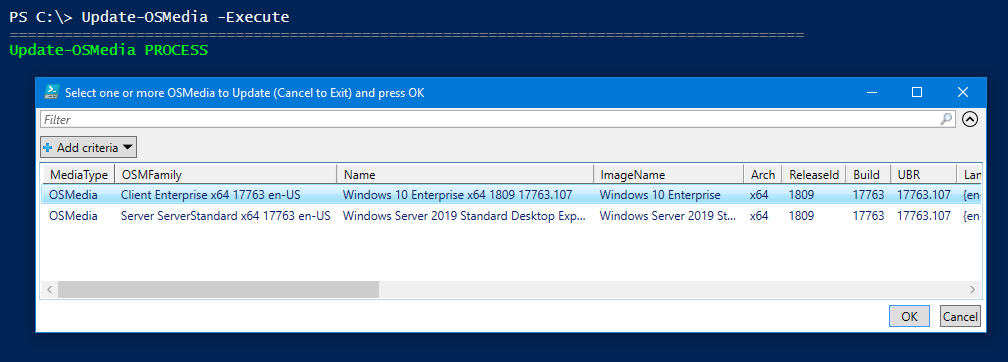 PS C:\> Update-OSMedia -Execute
========================================================================================
Update-OSMedia PROCESS
Select one or more OSMedia to Update (Cancel to Exit) and press OK
Filter
Add criteria
MediaType OSMFamily Name ImageName Arch ReleaseId Build UBR Lan
OSMedia Client Enterprise x64 17763 en-US Windows 10 Enterprise x64 1809 17763.107 Windows 10 Enterprise x64 1809 17763 17763.107 {en-
OSMedia Server ServerStandard x64 17763 en-US Windows Server 2019 Standard Desktop Exp... Windows Server 2019 St... x64 1809 17763 17763.107 {en-
OK Cancel